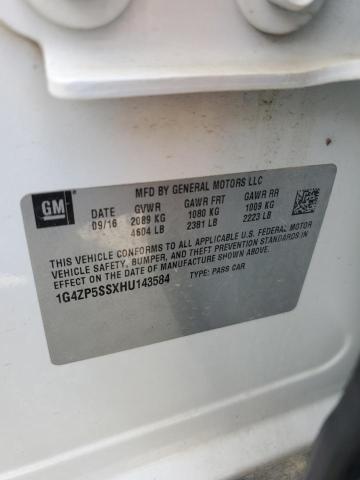 MFD BY GENERAL MOTORS LLC
GM DATE GVWR GAWR FRT GAWR RR
09/16 2089 KG 1080 KG 1009 KG
4604 LB 2381 LB 2223 LB
THIS VEHICLE CONFORMS TO ALL APPLICABLE U.S. FEDERAL MOTOR
VEHICLE SAFETY, BUMPER, AND THEFT PREVENTION STANDARDS IN
EFFECT ON THE DATE OF MANUFACTURE SHOWN ABOVE.
1G4ZP5SSXHU143584 TYPE: PASS CAR